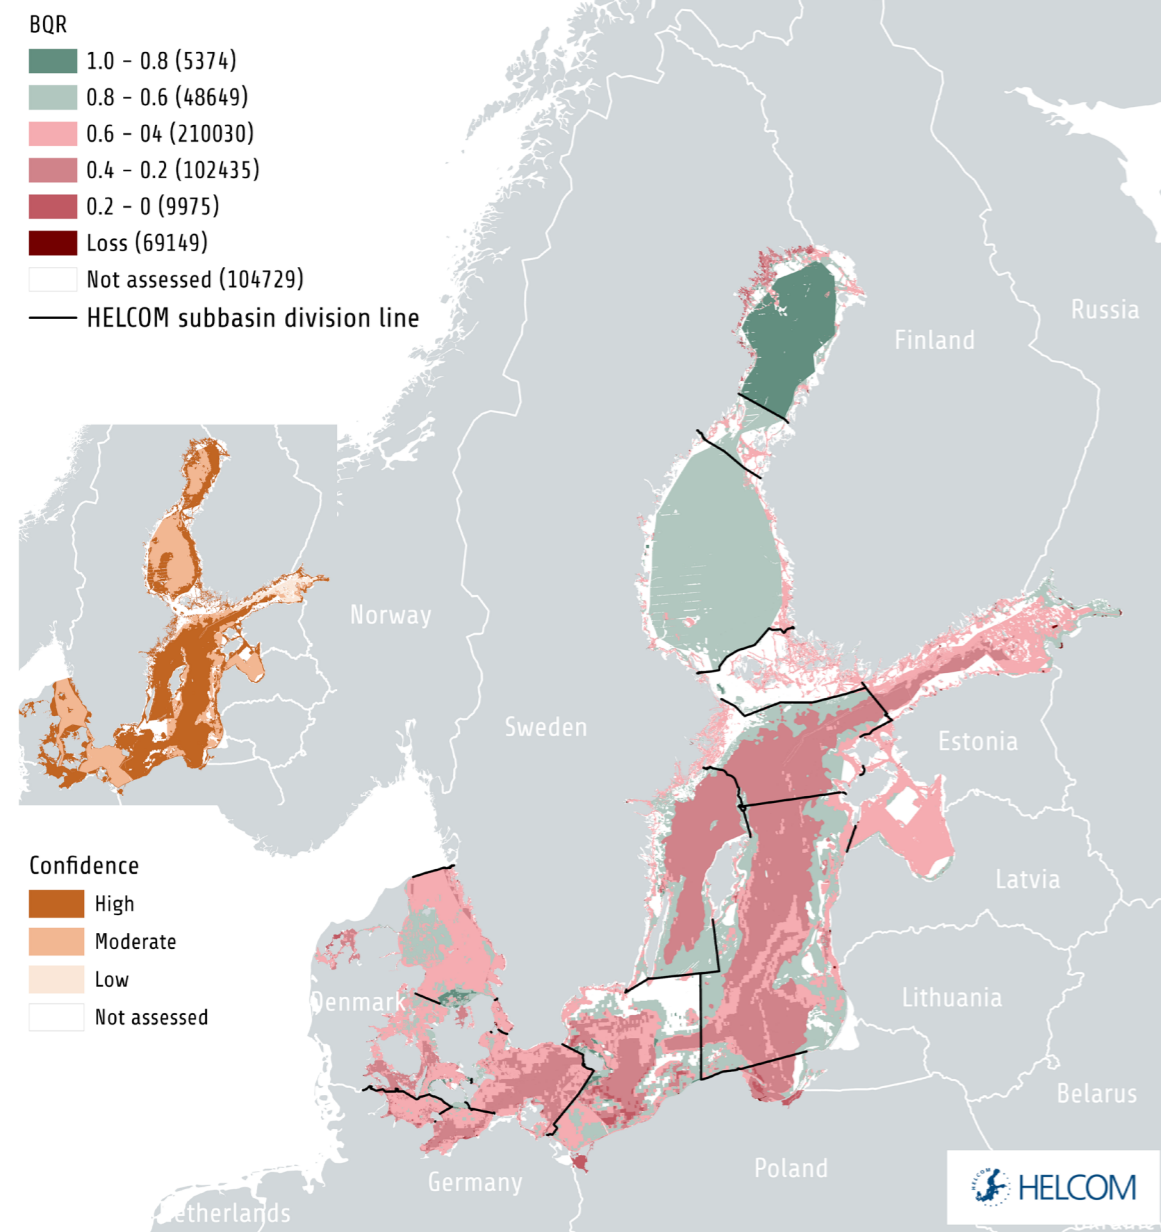 BQR
1.0 - 0.8 (5374)
0.8 - 0.6 (48649)
0.6 - 04 (210030)
0.4 - 0.2 (102435)
0.2 - 0 (9975)
Loss (69149)
Not assessed (104729)
HELCOM subbasin division line
Russia
Finland
Norway
Sweden
Estonia
Confidence
High
Moderate
Low
Not assessed
Latvia
Denmark
Lithuania
Belarus
Poland
Germany
etherlands
HELCOM